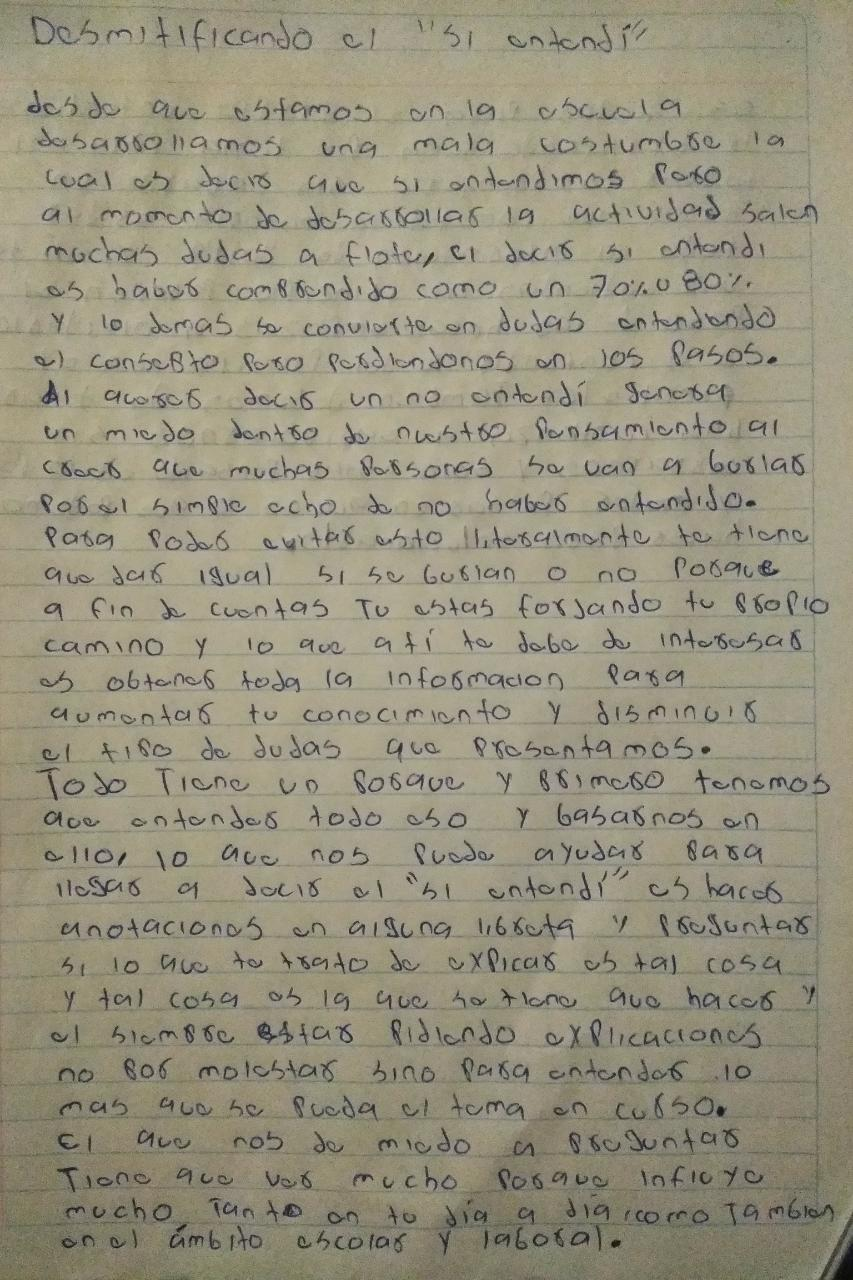 Desmitificando el "si entendí"
desde que estamos en la escuela
desarrollamos una mala costumbre la
cual es decir que si entendimos pero
al momento de desarrollar la actividad salen
muchas dudas a flote, el decir si entendi
es haber comprendido como un 70% u 80%
y lo demas se convierte en dudas entendendo
el consepto pero perdiendonos en los pasos.
Al querer decir un no entendí genera
un miedo dentro de nuestro pensamiento al
creer que muchas personas se van a burlar
por el simple echo de no haber entendido.
Para poder evitar esto literalmente te tiene
que dar igual si se burlan o no porque
a fin de cuentas tu estas forjando tu propio
camino y lo que a tí te debe de interesar
es obtener toda la informacion para
aumentar tu conocimiento y disminuir
el tipo de dudas que presentamos.
Todo tiene un porque y primero tenemos
que entender todo eso y basarnos en
ello, lo que nos puede ayudar para
llegar a decir el "si entendí" es hacer
anotaciones en alguna libreta y preguntar
si lo que te trato de expicar es tal cosa
y tal cosa es la que se tiene que hacer y
el siempre estar pidiendo explicaciones
no por molestar sino para entender lo
mas que se pueda el tema en curso.
El que nos de miedo a preguntar
Tiene que ver mucho porque influye
mucho tanto en tu día a día, como tambien
en el ámbito escolar y laboral.